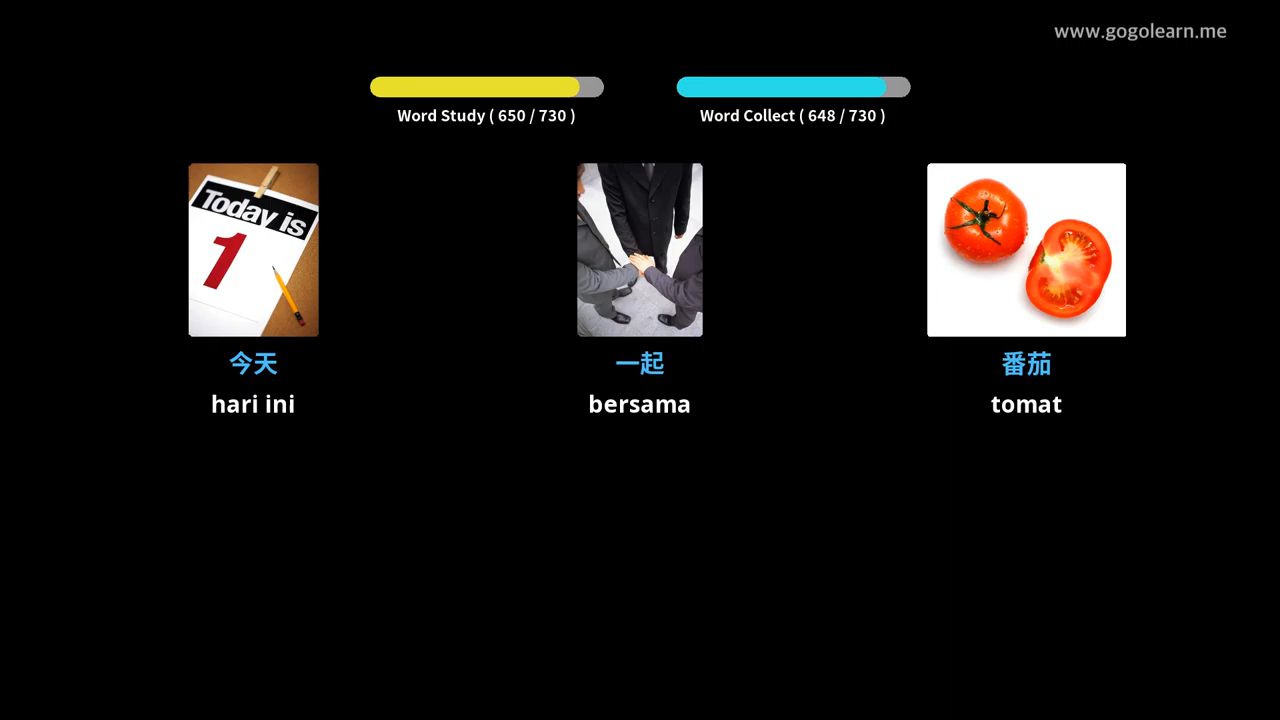 www.gogolearn.me
Word Study ( 650 / 730 )
Word Collect ( 648 / 730 )
Today is
1
今天
一起
番茄
hari ini
bersama
tomat